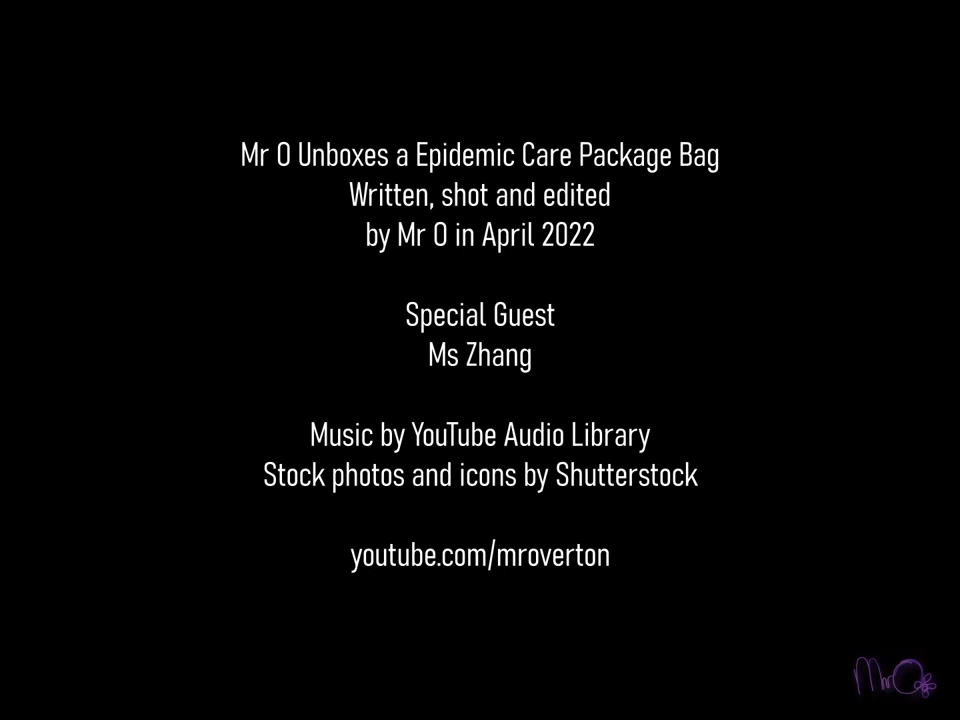 Mr O Unboxes a Epidemic Care Package Bag
Written, shot and edited
by Mr O in April 2022
Special Guest
Ms Zhang
Music by YouTube Audio Library
Stock photos and icons by Shutterstock
youtube.com/mroverton
Mr O